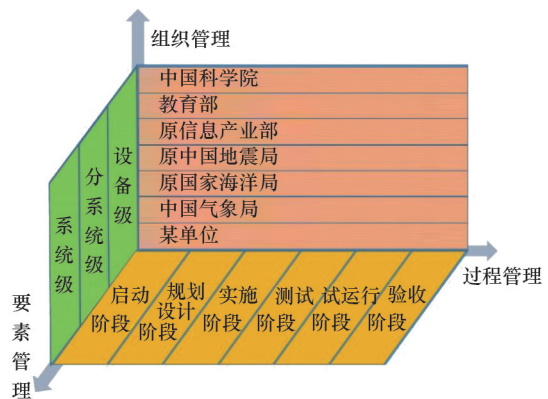 组织管理
中国科学院
教育部
原信息产业部
原中国地震局
原国家海洋局
中国气象局
某单位
设备级
分系统级
系统级
过程管理
启动阶段
规划设计阶段
实施阶段
测试阶段
试运行阶段
验收阶段
要素管理